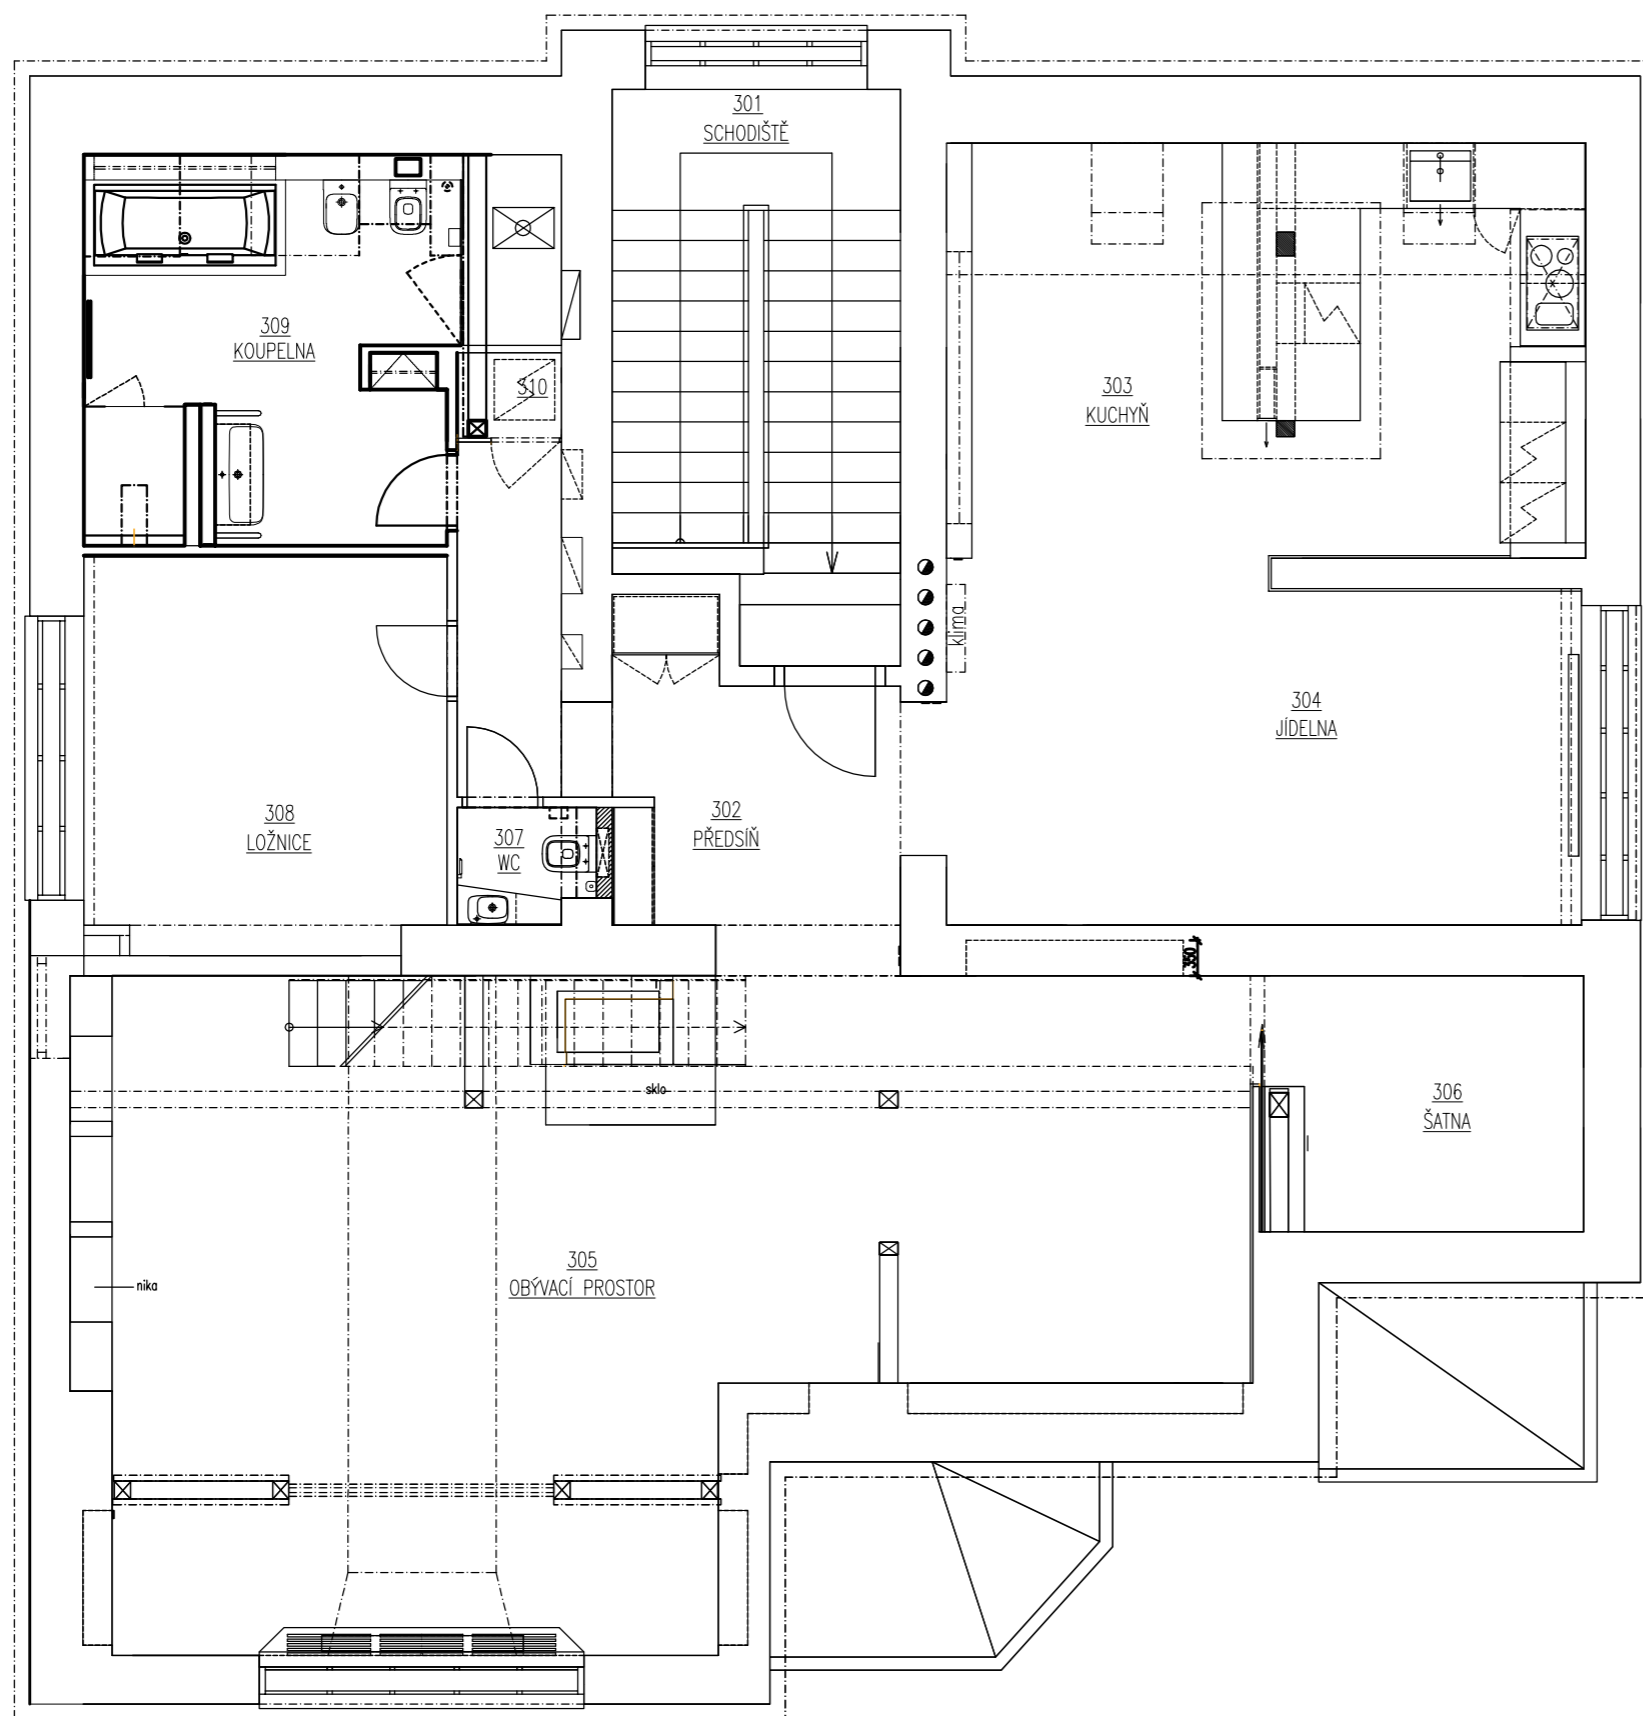 301
SCHODIŠTĚ
309
KOUPELNA
310
303
KUCHYŇ
klima
304
JÍDELNA
302
PŘEDSÍŇ
308
LOŽNICE
307
WC
350
sklo
306
ŠATNA
305
OBÝVACÍ PROSTOR
nika